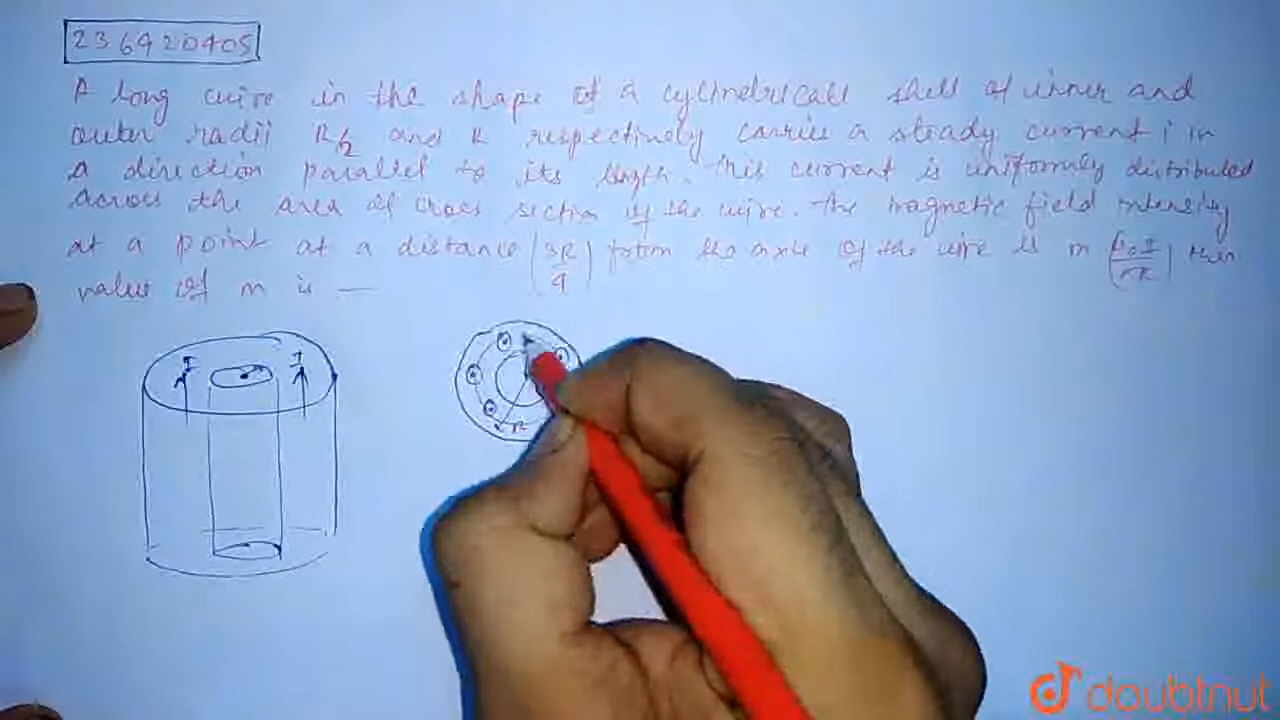 236920405
A long wire in the shape of a cylindrical shell of inner and
outer radii R/2 and R respectively carries a steady current i in
a direction parallel to its length. This current is uniformly distributed
across the area of cross section of the wire. The magnetic field intensity
at a point at a distance (3R/4) from the axle of the wire is m (μ0I/πR) then
value of m is —
I I
R
doubtnut